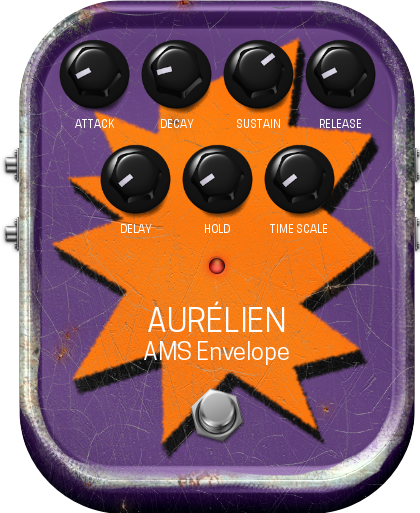 ATTACK DECAY SUSTAIN RELEASE
DELAY HOLD TIME SCALE
AURÉLIEN
AMS Envelope